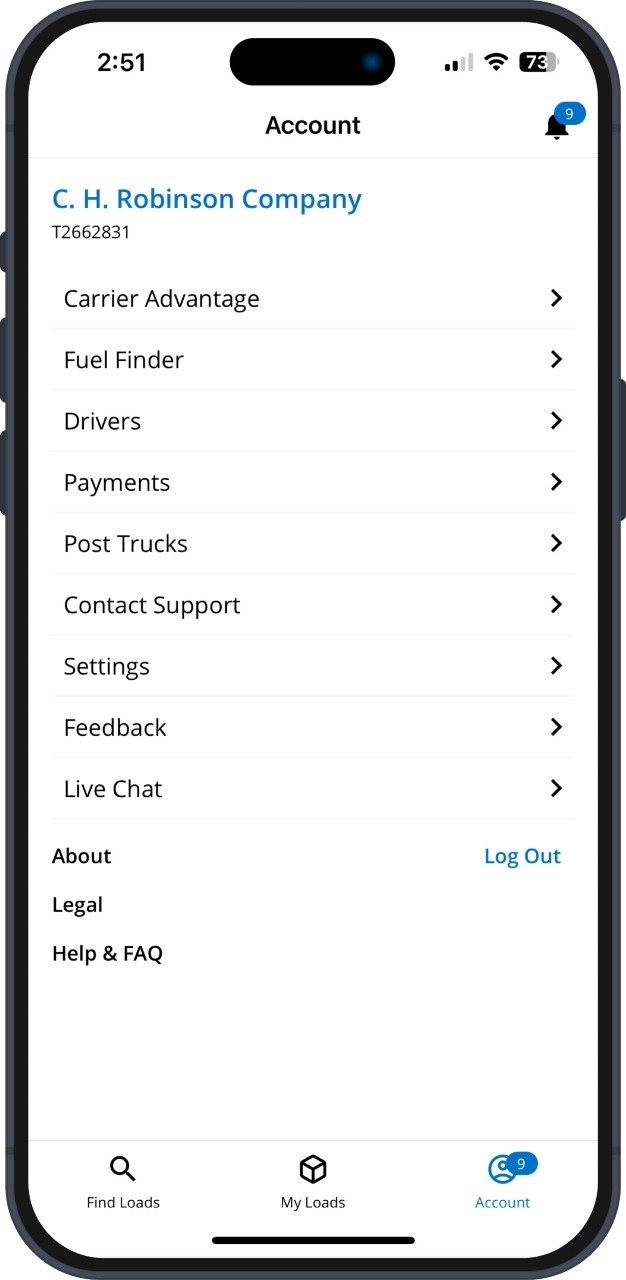 2:51
73
Account
9
C. H. Robinson Company
T2662831
Carrier Advantage
Fuel Finder
Drivers
Payments
Post Trucks
Contact Support
Settings
Feedback
Live Chat
About
Log Out
Legal
Help & FAQ
9
Find Loads
My Loads
Account